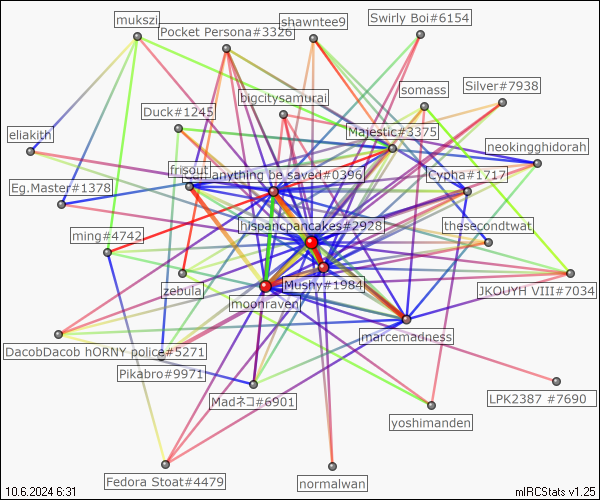 mukszi
Pocket Persona#3326
shawntee9
Swirly Boi#6154
bigcitysamurai
somass
Silver#7938
Duck#1245
Majestic#3375
eliakith
neokingghidorah
frisout
anything be saved#0396
Cypha#1717
Eg.Master#1378
hispancpancakes#2928
thesecondtwat
ming#4742
zebula
Mushy#1984
JKOUYH VIII#7034
moonraven
marcemadness
DacobDacob hORNY police#5271
Pikabro#9971
Madネコ#6901
LPK2387 #7690
yoshimanden
Fedora Stoat#4479
normalwan
10.6.2024 6:31
mIRCStats v1.25